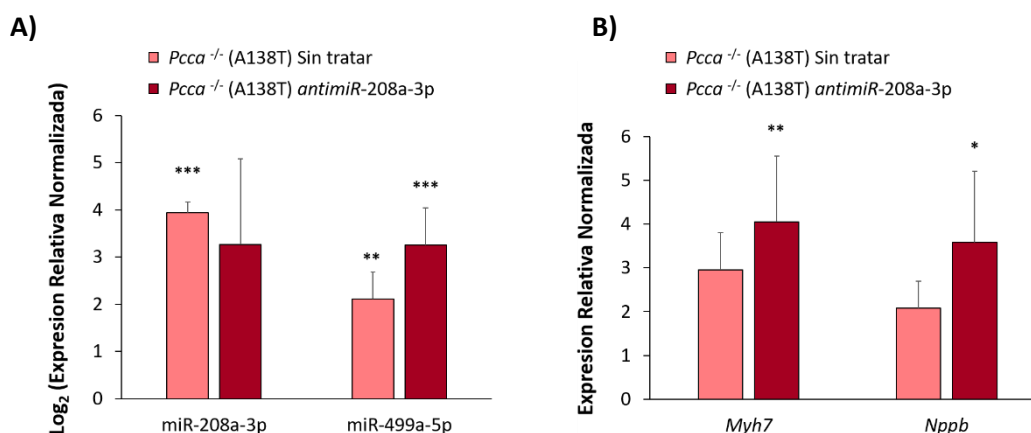 A)
Pcca -/- (A138T) Sin tratar
Pcca -/- (A138T) antimiR-208a-3p
Log2 (Expresion Relativa Normalizada)
6
5
4
3
2
1
0
***
**
***
miR-208a-3p
miR-499a-5p
B)
Pcca -/- (A138T) Sin tratar
Pcca -/- (A138T) antimiR-208a-3p
Expresion Relativa Normalizada
6
5
4
3
2
1
0
**
*
Myh7
Nppb